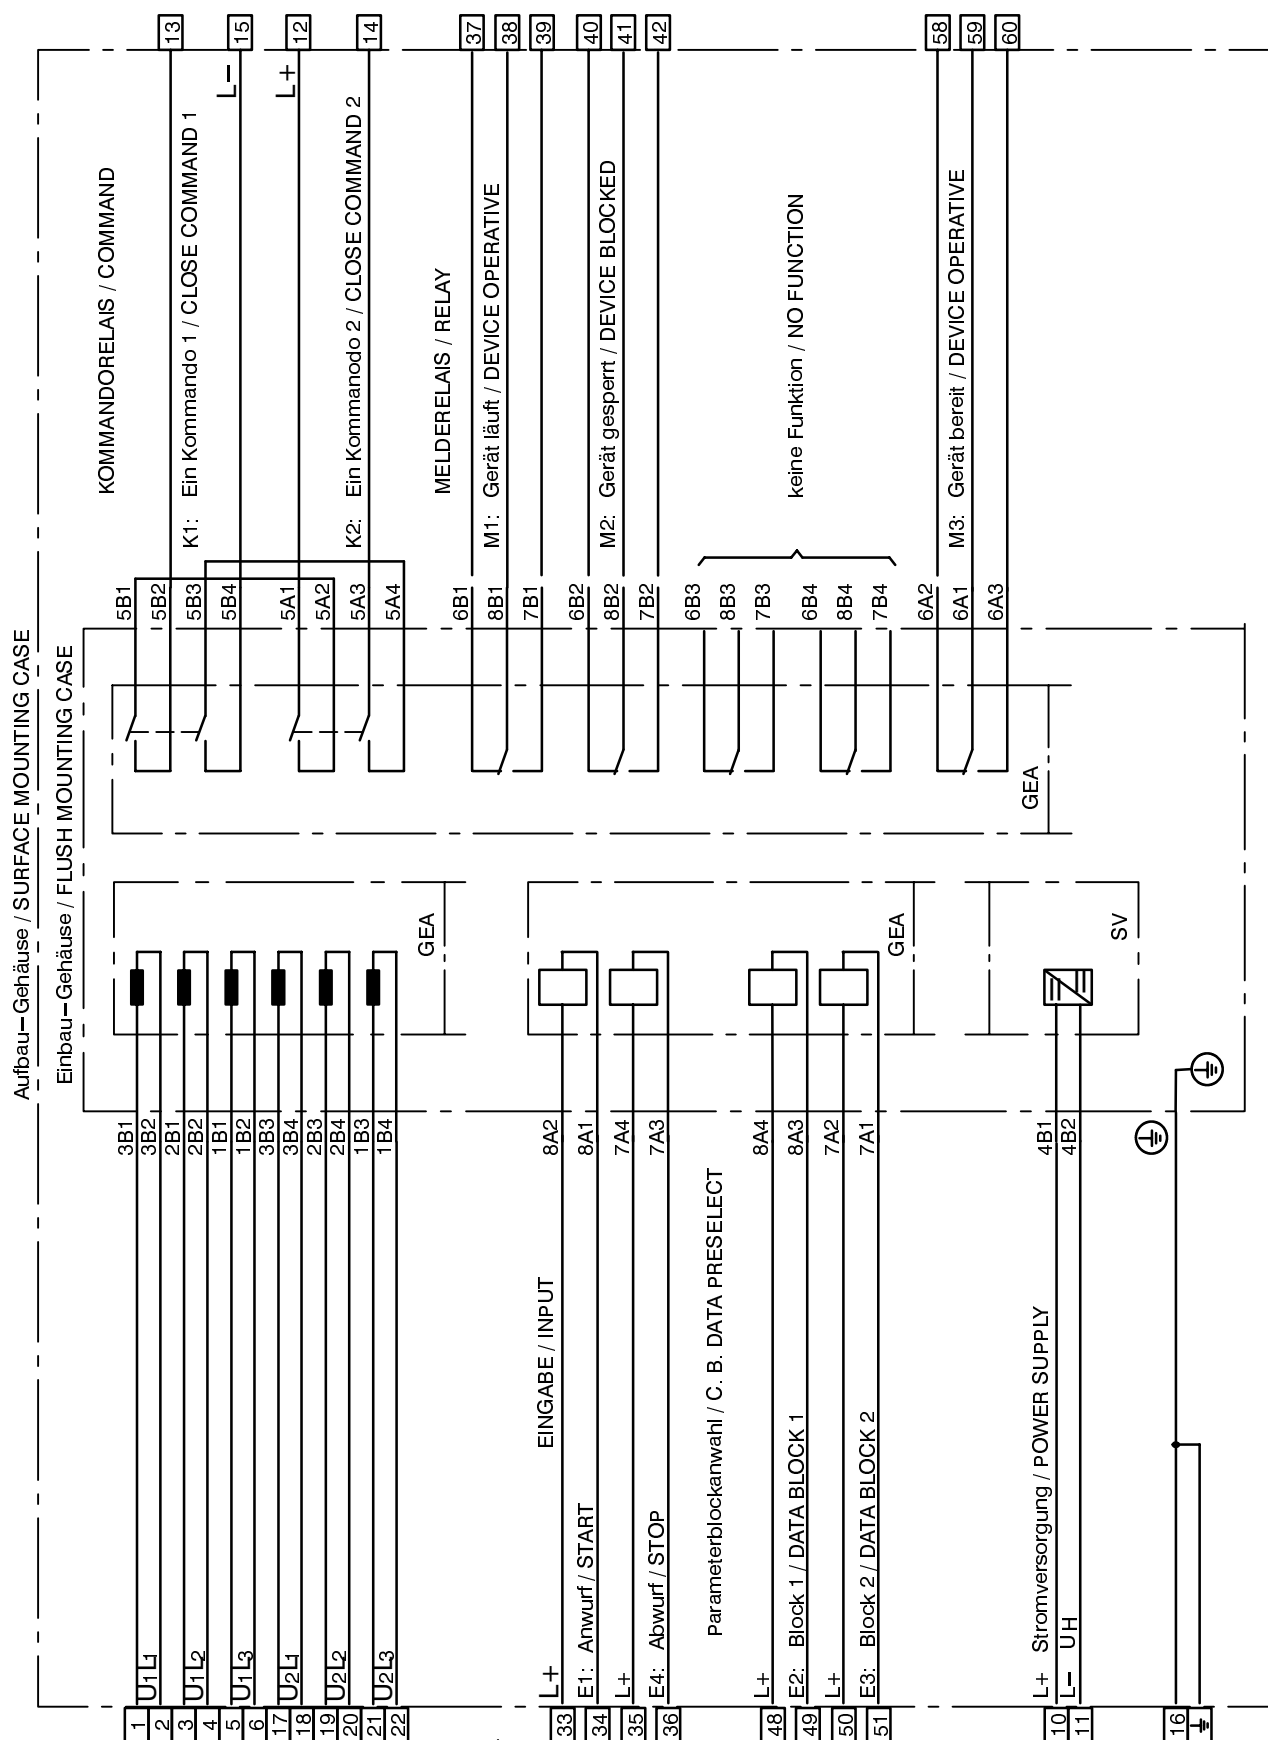 Aufbau–Gehäuse / SURFACE MOUNTING CASE
Einbau–Gehäuse / FLUSH MOUNTING CASE
1
2
3
4
5
6
17
18
19
20
21
22
U1L1
U1L2
U1L3
U2L1
U2L2
U2L3
3B1
3B2
2B1
2B2
1B1
1B2
3B3
3B4
2B3
2B4
1B3
1B4
GEA
KOMMANDORELAIS / COMMAND
5B1
5B2
13
K1: Ein Kommando 1 / CLOSE COMMAND 1
5B3
5B4
L–
15
5A1
L+
12
5A2
K2: Ein Kommanodo 2 / CLOSE COMMAND 2
5A3
14
5A4
MELDERELAIS / RELAY
6B1
37
M1: Gerät läuft / DEVICE OPERATIVE
8B1
38
7B1
39
6B2
40
M2: Gerät gesperrt / DEVICE BLOCKED
8B2
41
7B2
42
6B3
8B3
7B3
keine Funktion / NO FUNCTION
6B4
8B4
7B4
6A2
58
M3: Gerät bereit / DEVICE OPERATIVE
6A1
59
6A3
60
GEA
EINGABE / INPUT
33
L+
8A2
34
E1: Anwurf / START
8A1
35
L+
7A4
36
E4: Abwurf / STOP
7A3
Parameterblockanwahl / C. B. DATA PRESELECT
48
L+
8A4
49
E2: Block 1 / DATA BLOCK 1
8A3
50
L+
7A2
51
E3: Block 2 / DATA BLOCK 2
7A1
GEA
10
L+ Stromversorgung / POWER SUPPLY
4B1
11
L– UH
4B2
SV
16